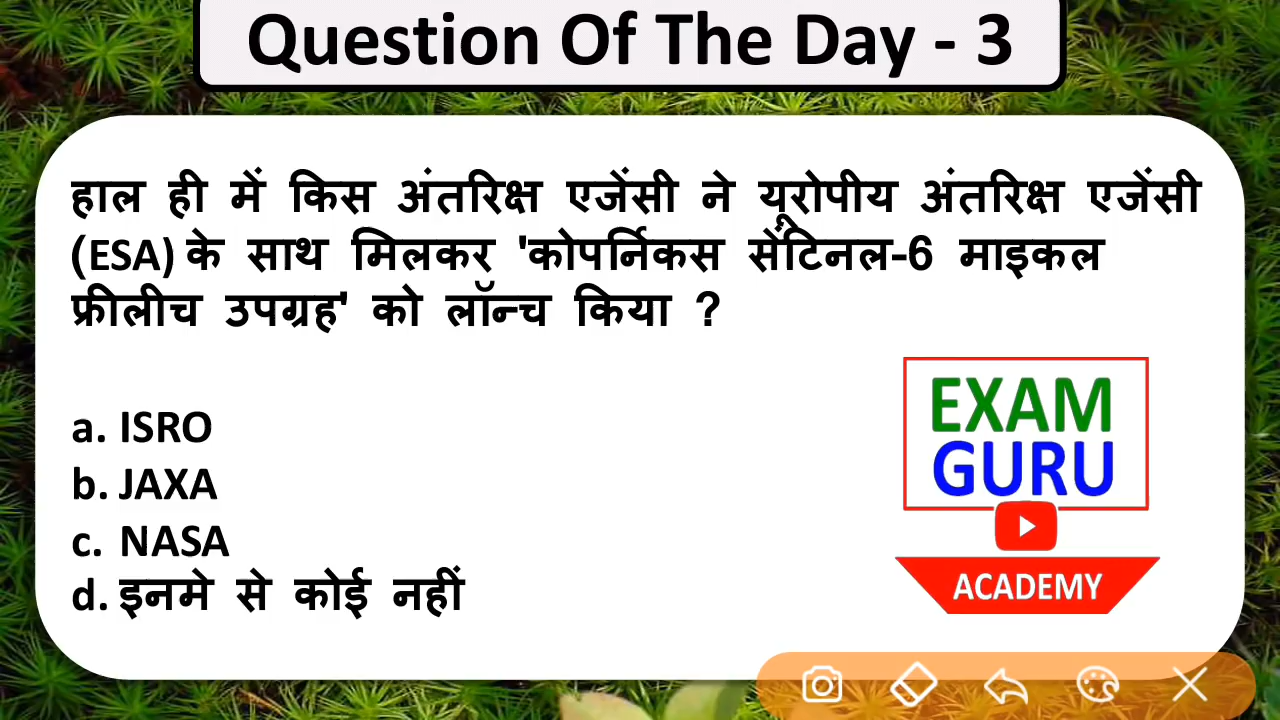 Question Of The Day - 3
हाल ही में किस अंतरिक्ष एजेंसी ने यूरोपीय अंतरिक्ष एजेंसी
(ESA) के साथ मिलकर 'कोपर्निकस सेंटिनल-6 माइकल
फ्रीलीच उपग्रह' को लॉन्च किया ?
a. ISRO
b. JAXA
c. NASA
d. इनमे से कोई नहीं
EXAM
GURU
ACADEMY